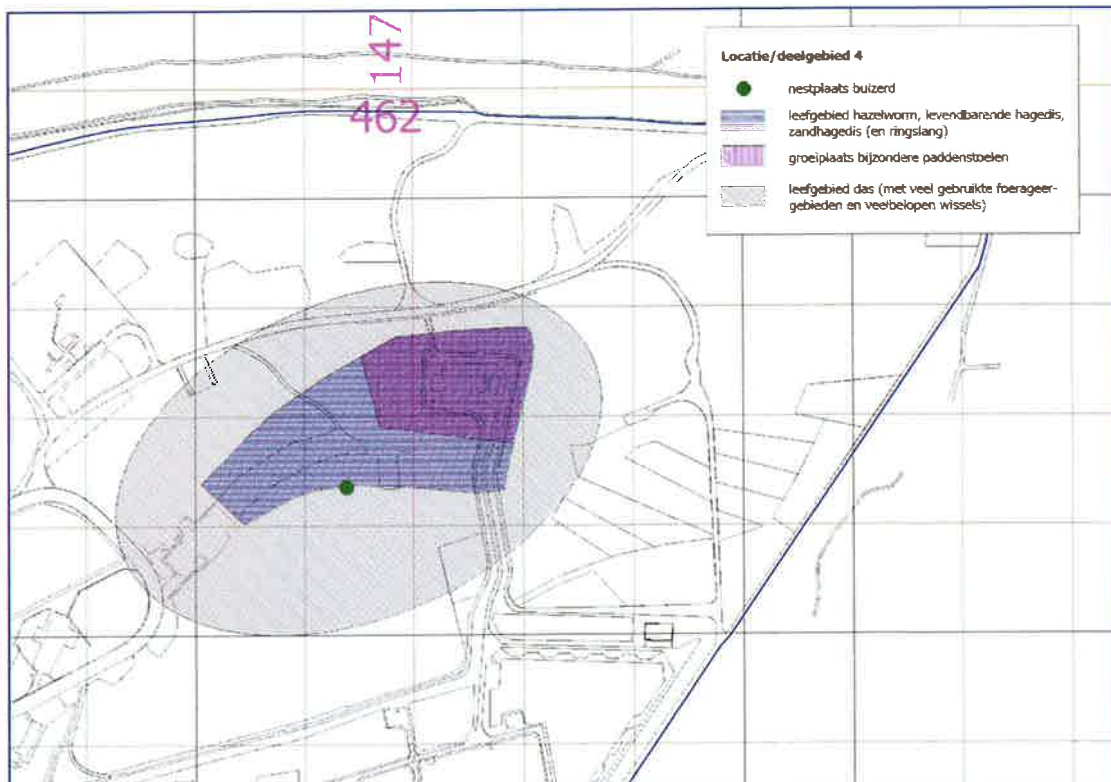 147
462
Locatie/deelgebied 4
nestplaats buizerd
leefgebied hazelworm, levendbarende hagedis,
zandhagedis (en ringslang)
groeiplaats bijzondere paddenstoelen
leefgebied das (met veel gebruikte foerageer-
gebieden en veelbelopen wissels)